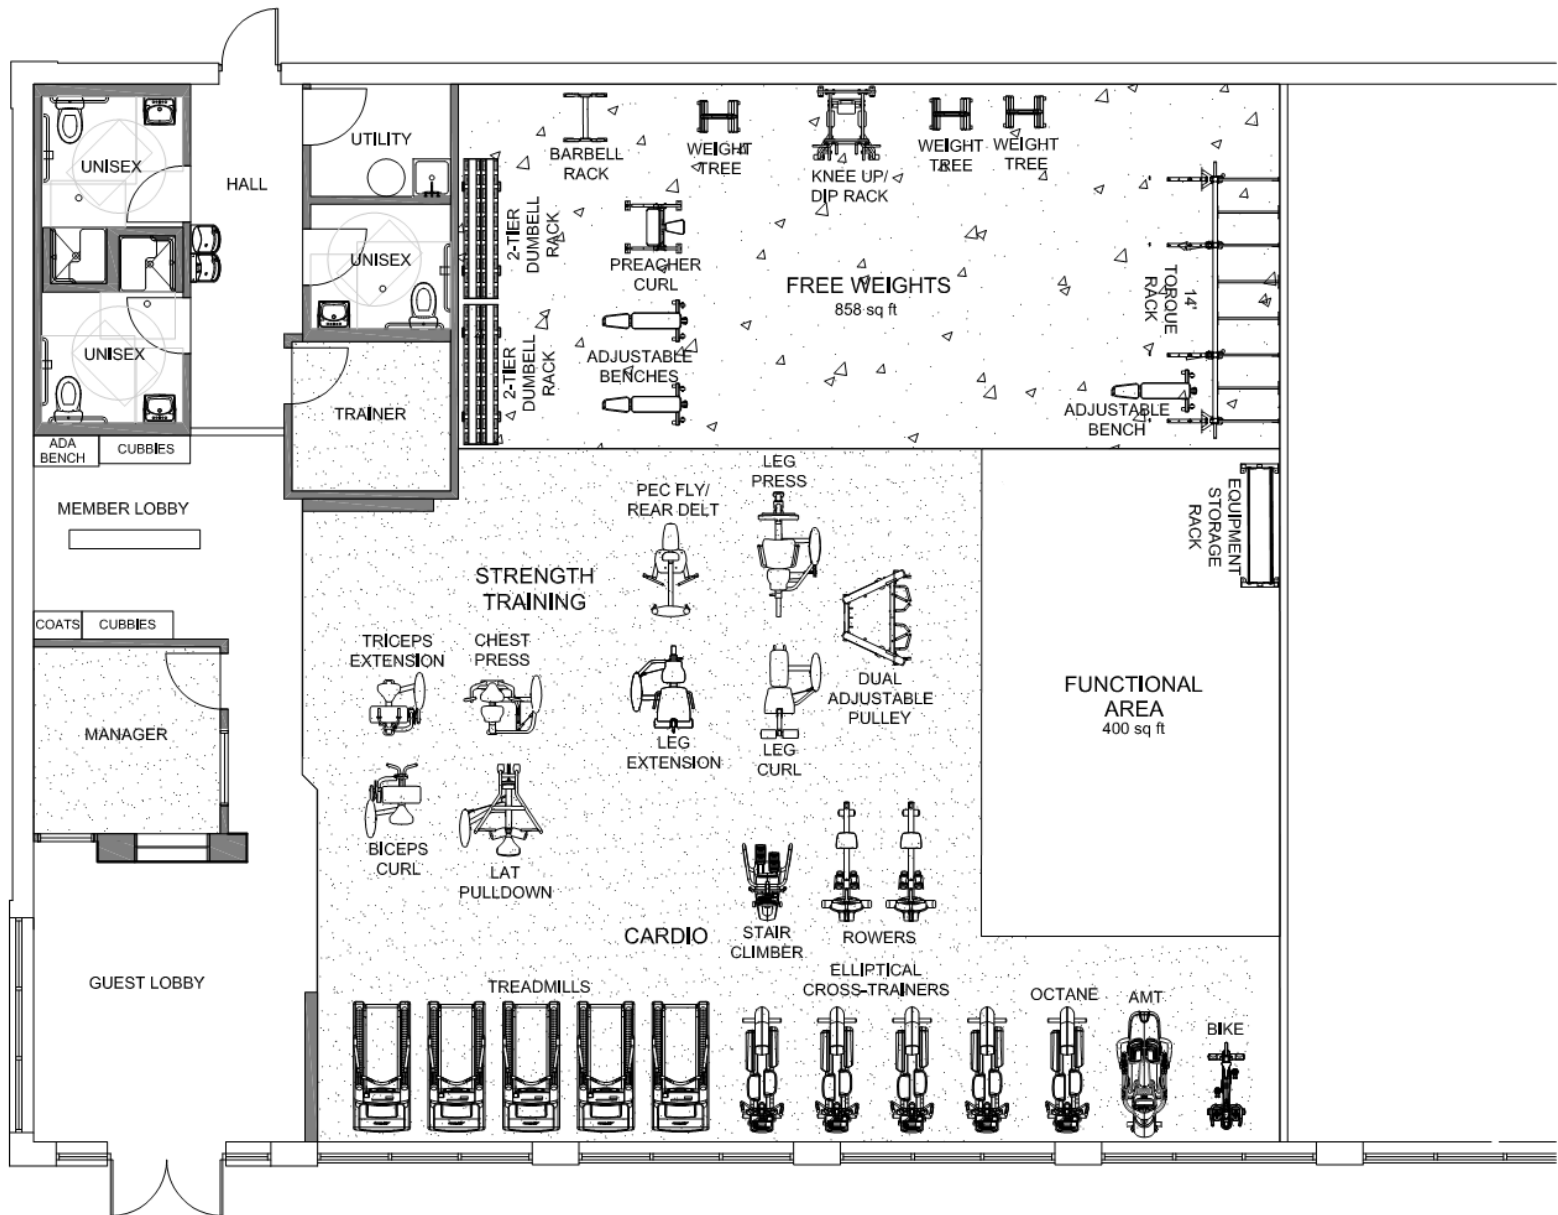 UNISEX
HALL
UTILITY
UNISEX
UNISEX
TRAINER
ADA
BENCH
CUBBIES
MEMBER LOBBY
COATS
CUBBIES
MANAGER
GUEST LOBBY
BARBELL
RACK
WEIGHT
TREE
KNEE UP/
DIP RACK
WEIGHT
TREE
WEIGHT
TREE
2-TIER
DUMBELL
RACK
PREACHER
CURL
FREE WEIGHTS
858 sq ft
14'
TORQUE
RACK
2-TIER
DUMBELL
RACK
ADJUSTABLE
BENCHES
ADJUSTABLE
BENCH
PEC FLY/
REAR DELT
LEG
PRESS
EQUIPMENT
STORAGE
RACK
STRENGTH
TRAINING
TRICEPS
EXTENSION
CHEST
PRESS
DUAL
ADJUSTABLE
PULLEY
LEG
EXTENSION
LEG
CURL
FUNCTIONAL
AREA
400 sq ft
BICEPS
CURL
LAT
PULLDOWN
CARDIO
STAIR
CLIMBER
ROWERS
TREADMILLS
ELLIPTICAL
CROSS-TRAINERS
OCTANE
AMT
BIKE